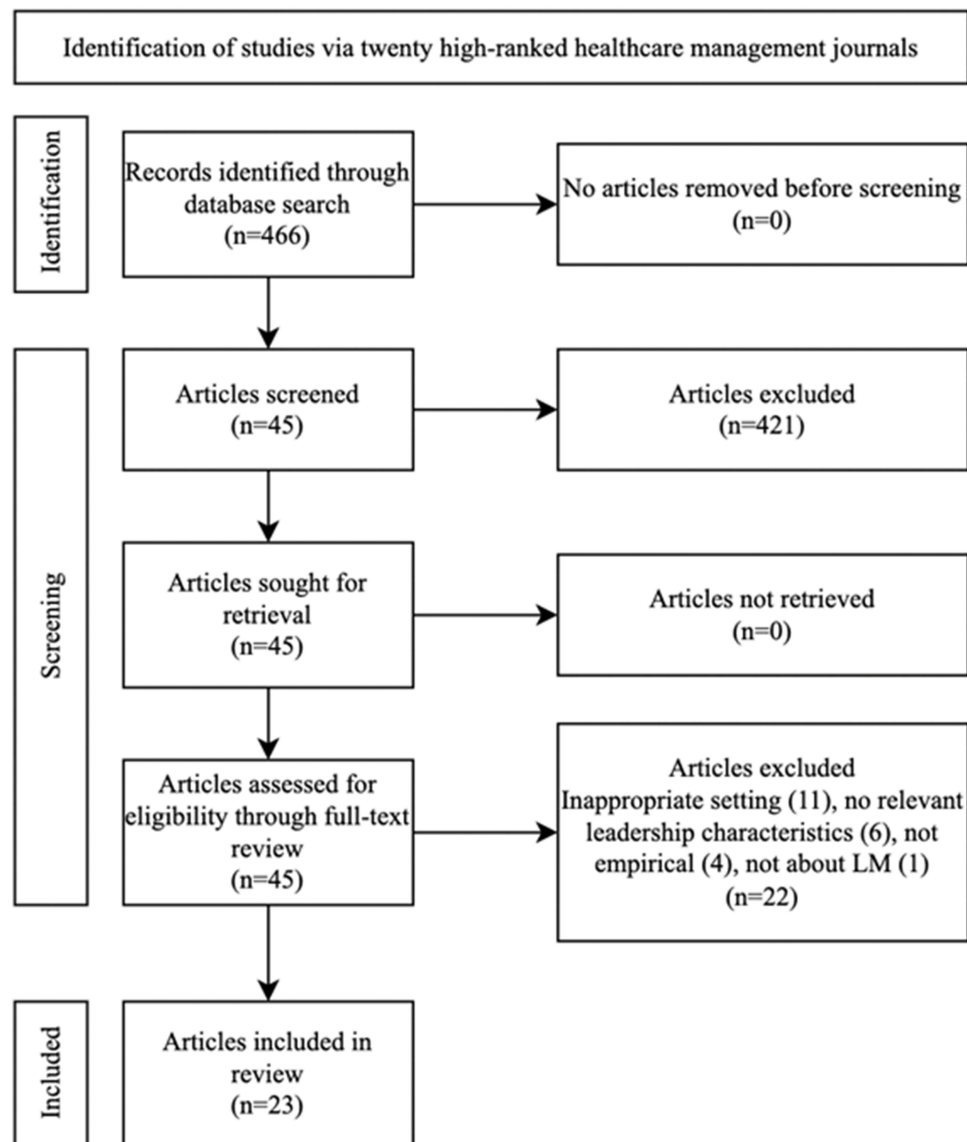 Identification of studies via twenty high-ranked healthcare management journals
Identification
Records identified through
database search
(n=466)
No articles removed before screening
(n=0)
Screening
Articles screened
(n=45)
Articles excluded
(n=421)
Articles sought for
retrieval
(n=45)
Articles not retrieved
(n=0)
Articles assessed for
eligibility through full-text
review
(n=45)
Articles excluded
Inappropriate setting (11), no relevant
leadership characteristics (6), not
empirical (4), not about LM (1)
(n=22)
Included
Articles included in
review
(n=23)